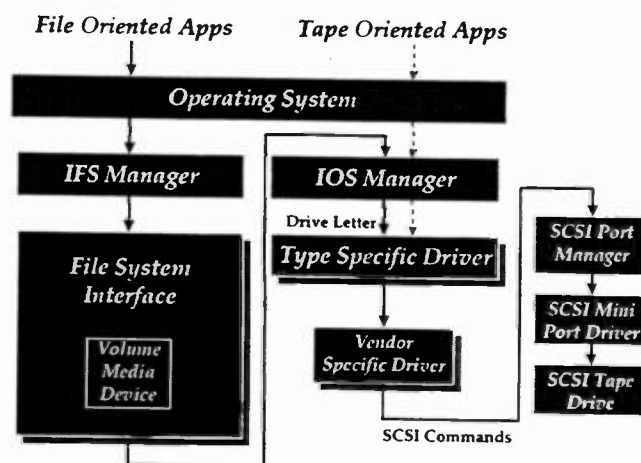 File Oriented Apps
Tape Oriented Apps
Operating System
IFS Manager
IOS Manager
Drive Letter
File System
Interface
Type Specific Driver
SCSI Port
Manager
Volume
Media
Device
Vendor
Specific Driver
SCSI Mini
Port Driver
SCSI Tape
Drive
SCSI Commands